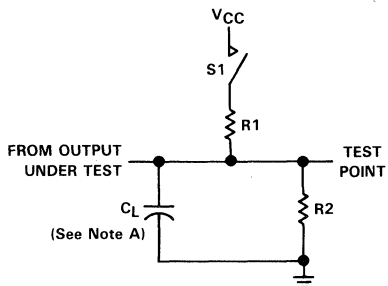 VCC
S1
R1
FROM OUTPUT
UNDER TEST
TEST
POINT
CL
(See Note A)
R2